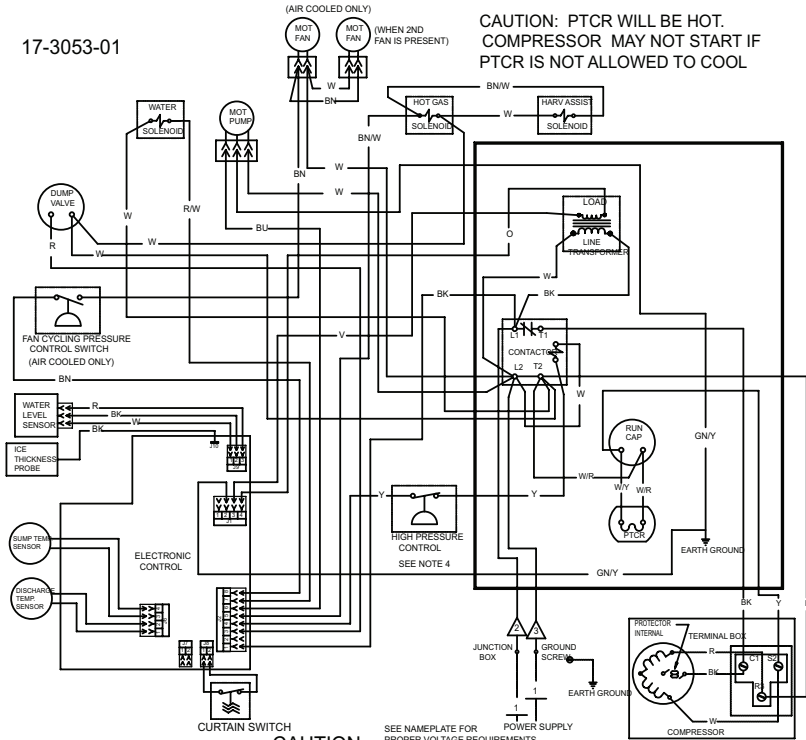 17-3053-01
(AIR COOLED ONLY)
MOT
FAN
MOT
FAN
(WHEN 2ND
FAN IS PRESENT)
CAUTION: PTCR WILL BE HOT.
COMPRESSOR MAY NOT START IF
PTCR IS NOT ALLOWED TO COOL
W
BN
BN/W
WATER
SOLENOID
MOT
PUMP
HOT GAS
SOLENOID
W
HARV ASSIST
SOLENOID
BN/W
BN
W
W
DUMP
VALVE
W
R/W
LOAD
LINE
TRANSFORMER
R
W
W
BU
O
W
BK
BK
V
FAN CYCLING PRESSURE
CONTROL SWITCH
(AIR COOLED ONLY)
L1
T1
CONTACTOR
L2
T2
BN
W
WATER
LEVEL
SENSOR
R
BK
W
BK
ICE
THICKNESS
PROBE
RUN
CAP
GN/Y
W/R
W/Y
W/R
PTCR
Y
Y
HIGH PRESSURE
CONTROL
SEE NOTE 4
EARTH GROUND
J1
1 2 3 4
SUMP TEMP
SENSOR
ELECTRONIC
CONTROL
DISCHARGE
TEMP.
SENSOR
GN/Y
BK
Y
2
3
JUNCTION
BOX
GROUND
SCREW
EARTH GROUND
PROTECTOR
INTERNAL
TERMINAL BOX
R
BK
W
C1
S2
R3
COMPRESSOR
1
1
CURTAIN SWITCH
POWER SUPPLY
CAUTION
SEE NAMEPLATE FOR
PROPER VOLTAGE REQUIREMENTS